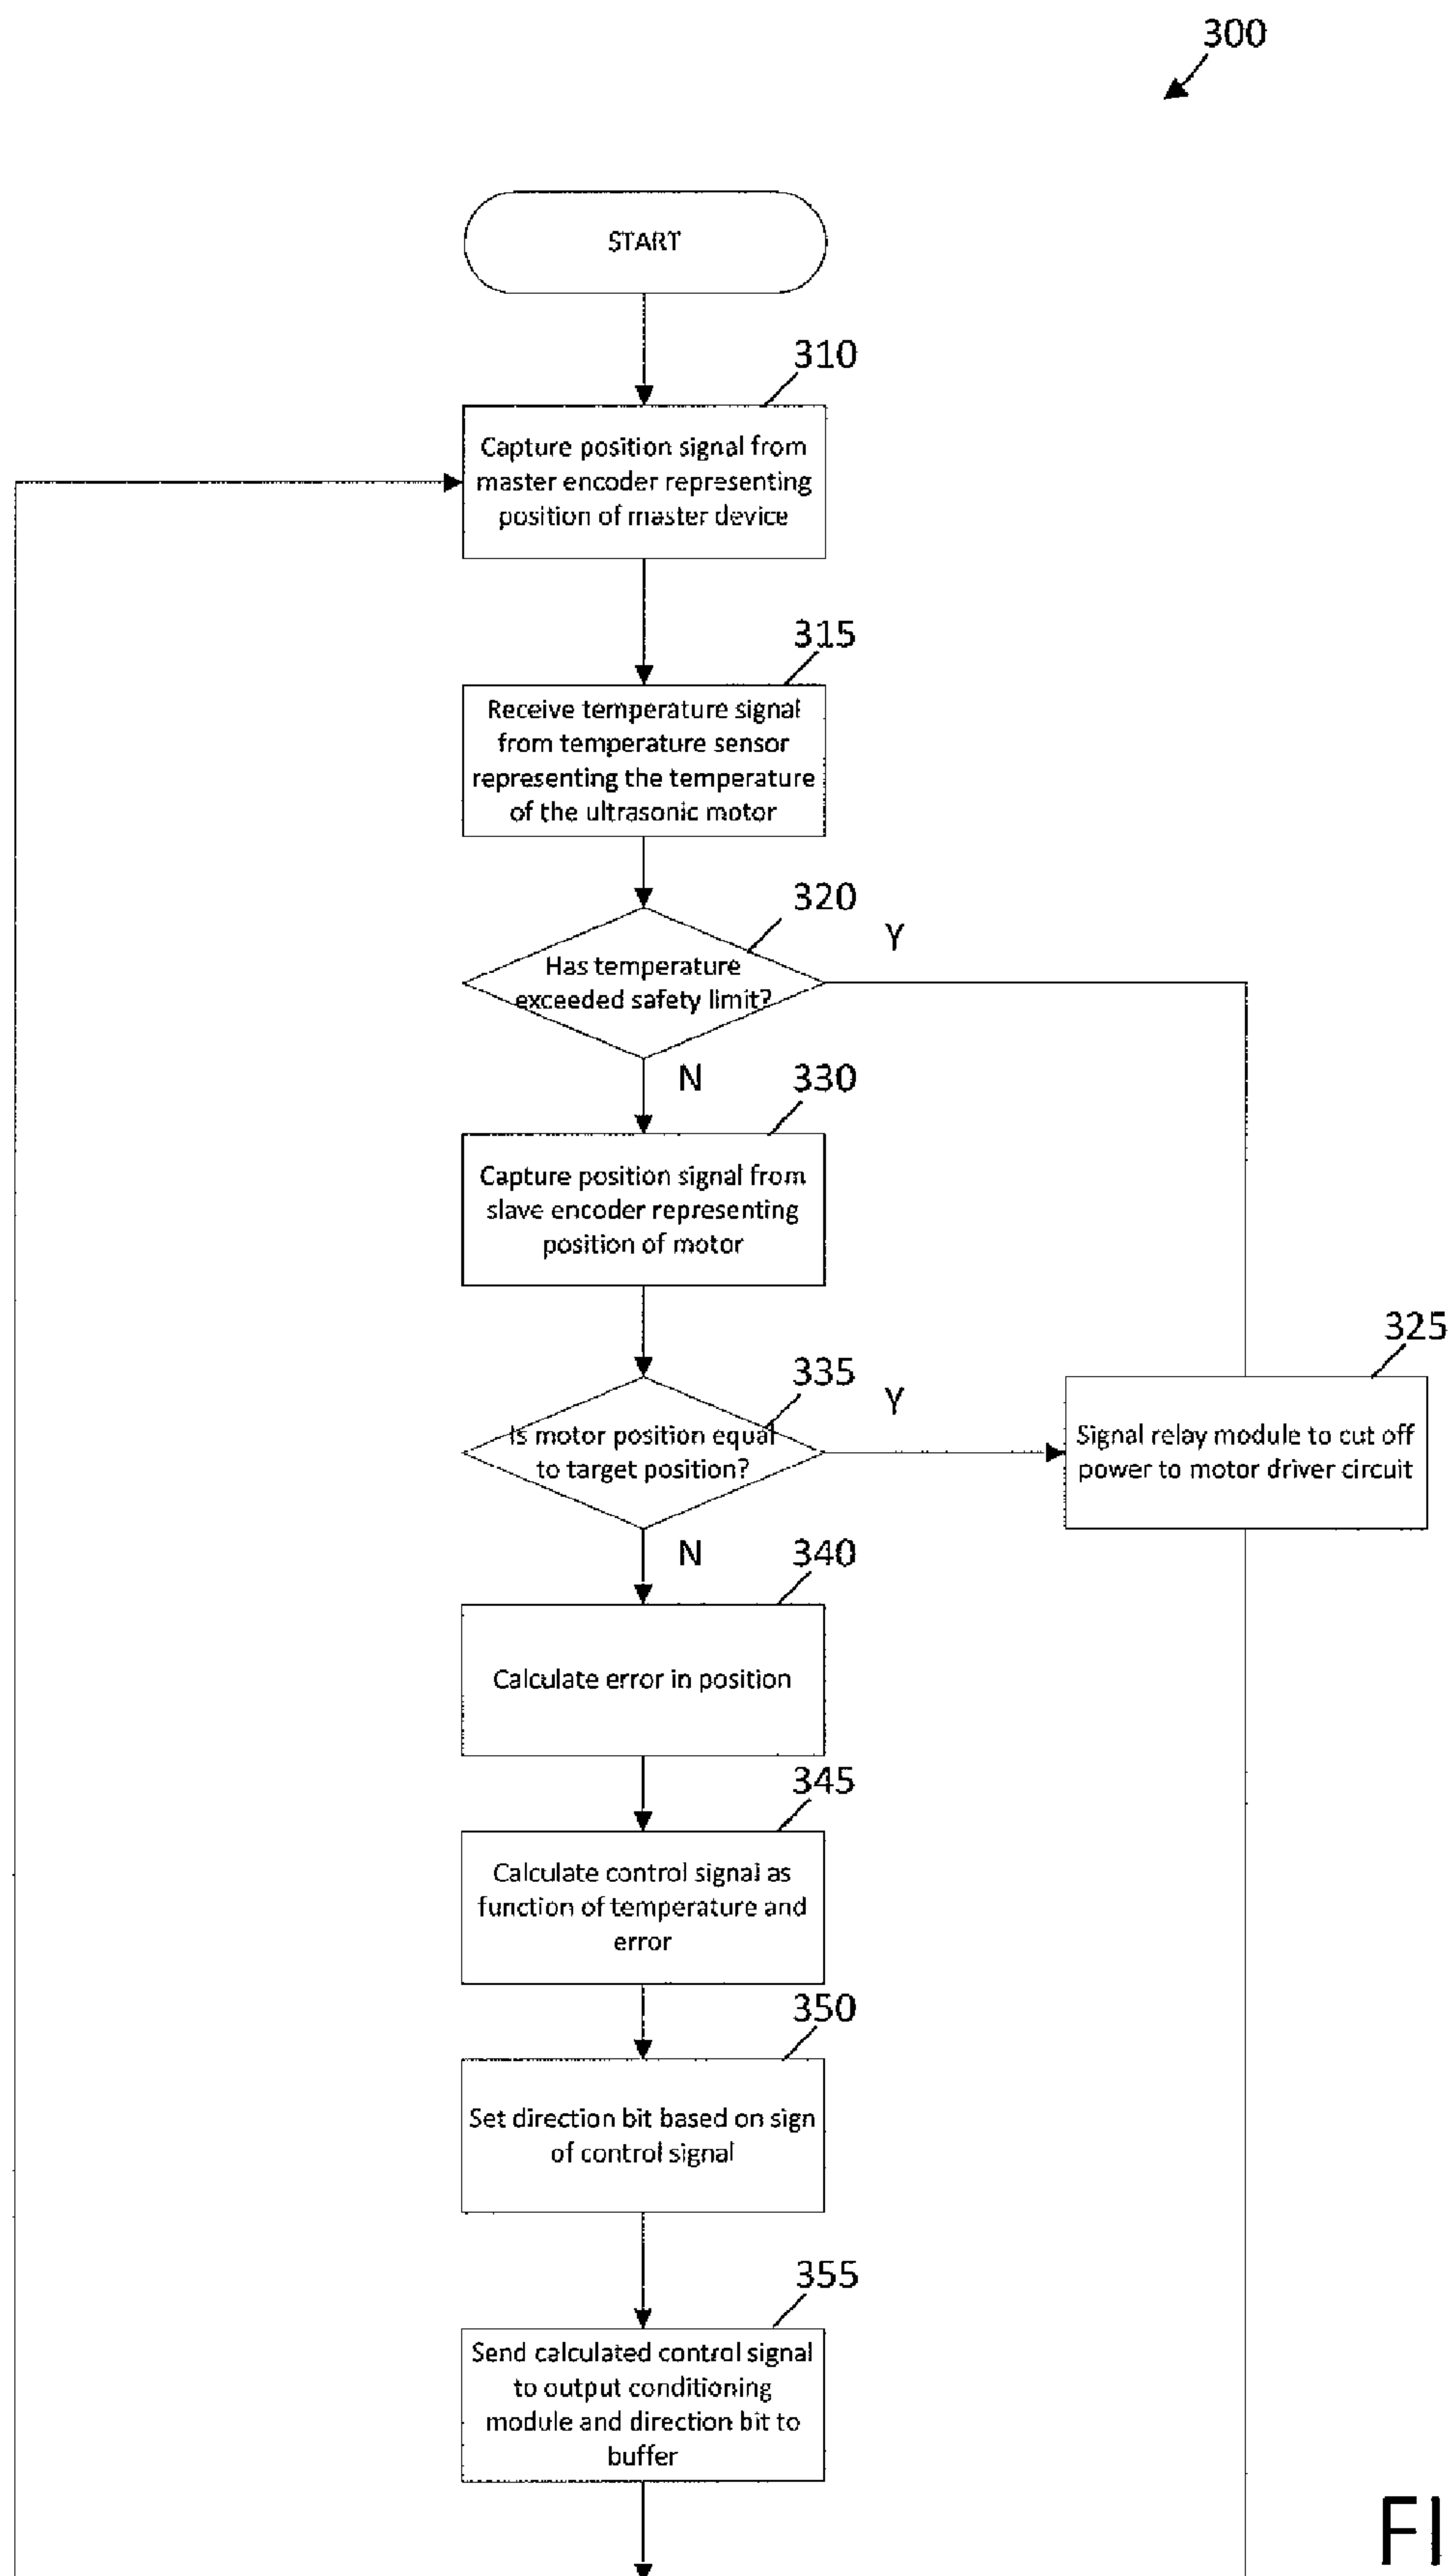 300
START
310
Capture position signal from
master encoder representing
position of master device
315
Receive temperature signal
from temperature sensor
representing the temperature
of the ultrasonic motor
320
Has temperature
exceeded safety limit?
Y
N
330
Capture position signal from
slave encoder representing
position of motor
335
Is motor position equal
to target position?
Y
325
Signal relay module to cut off
power to motor driver circuit
N
340
Calculate error in position
345
Calculate control signal as
function of temperature and
error
350
Set direction bit based on sign
of control signal
355
Send calculated control signal
to output conditioning
module and direction bit to
buffer
FI